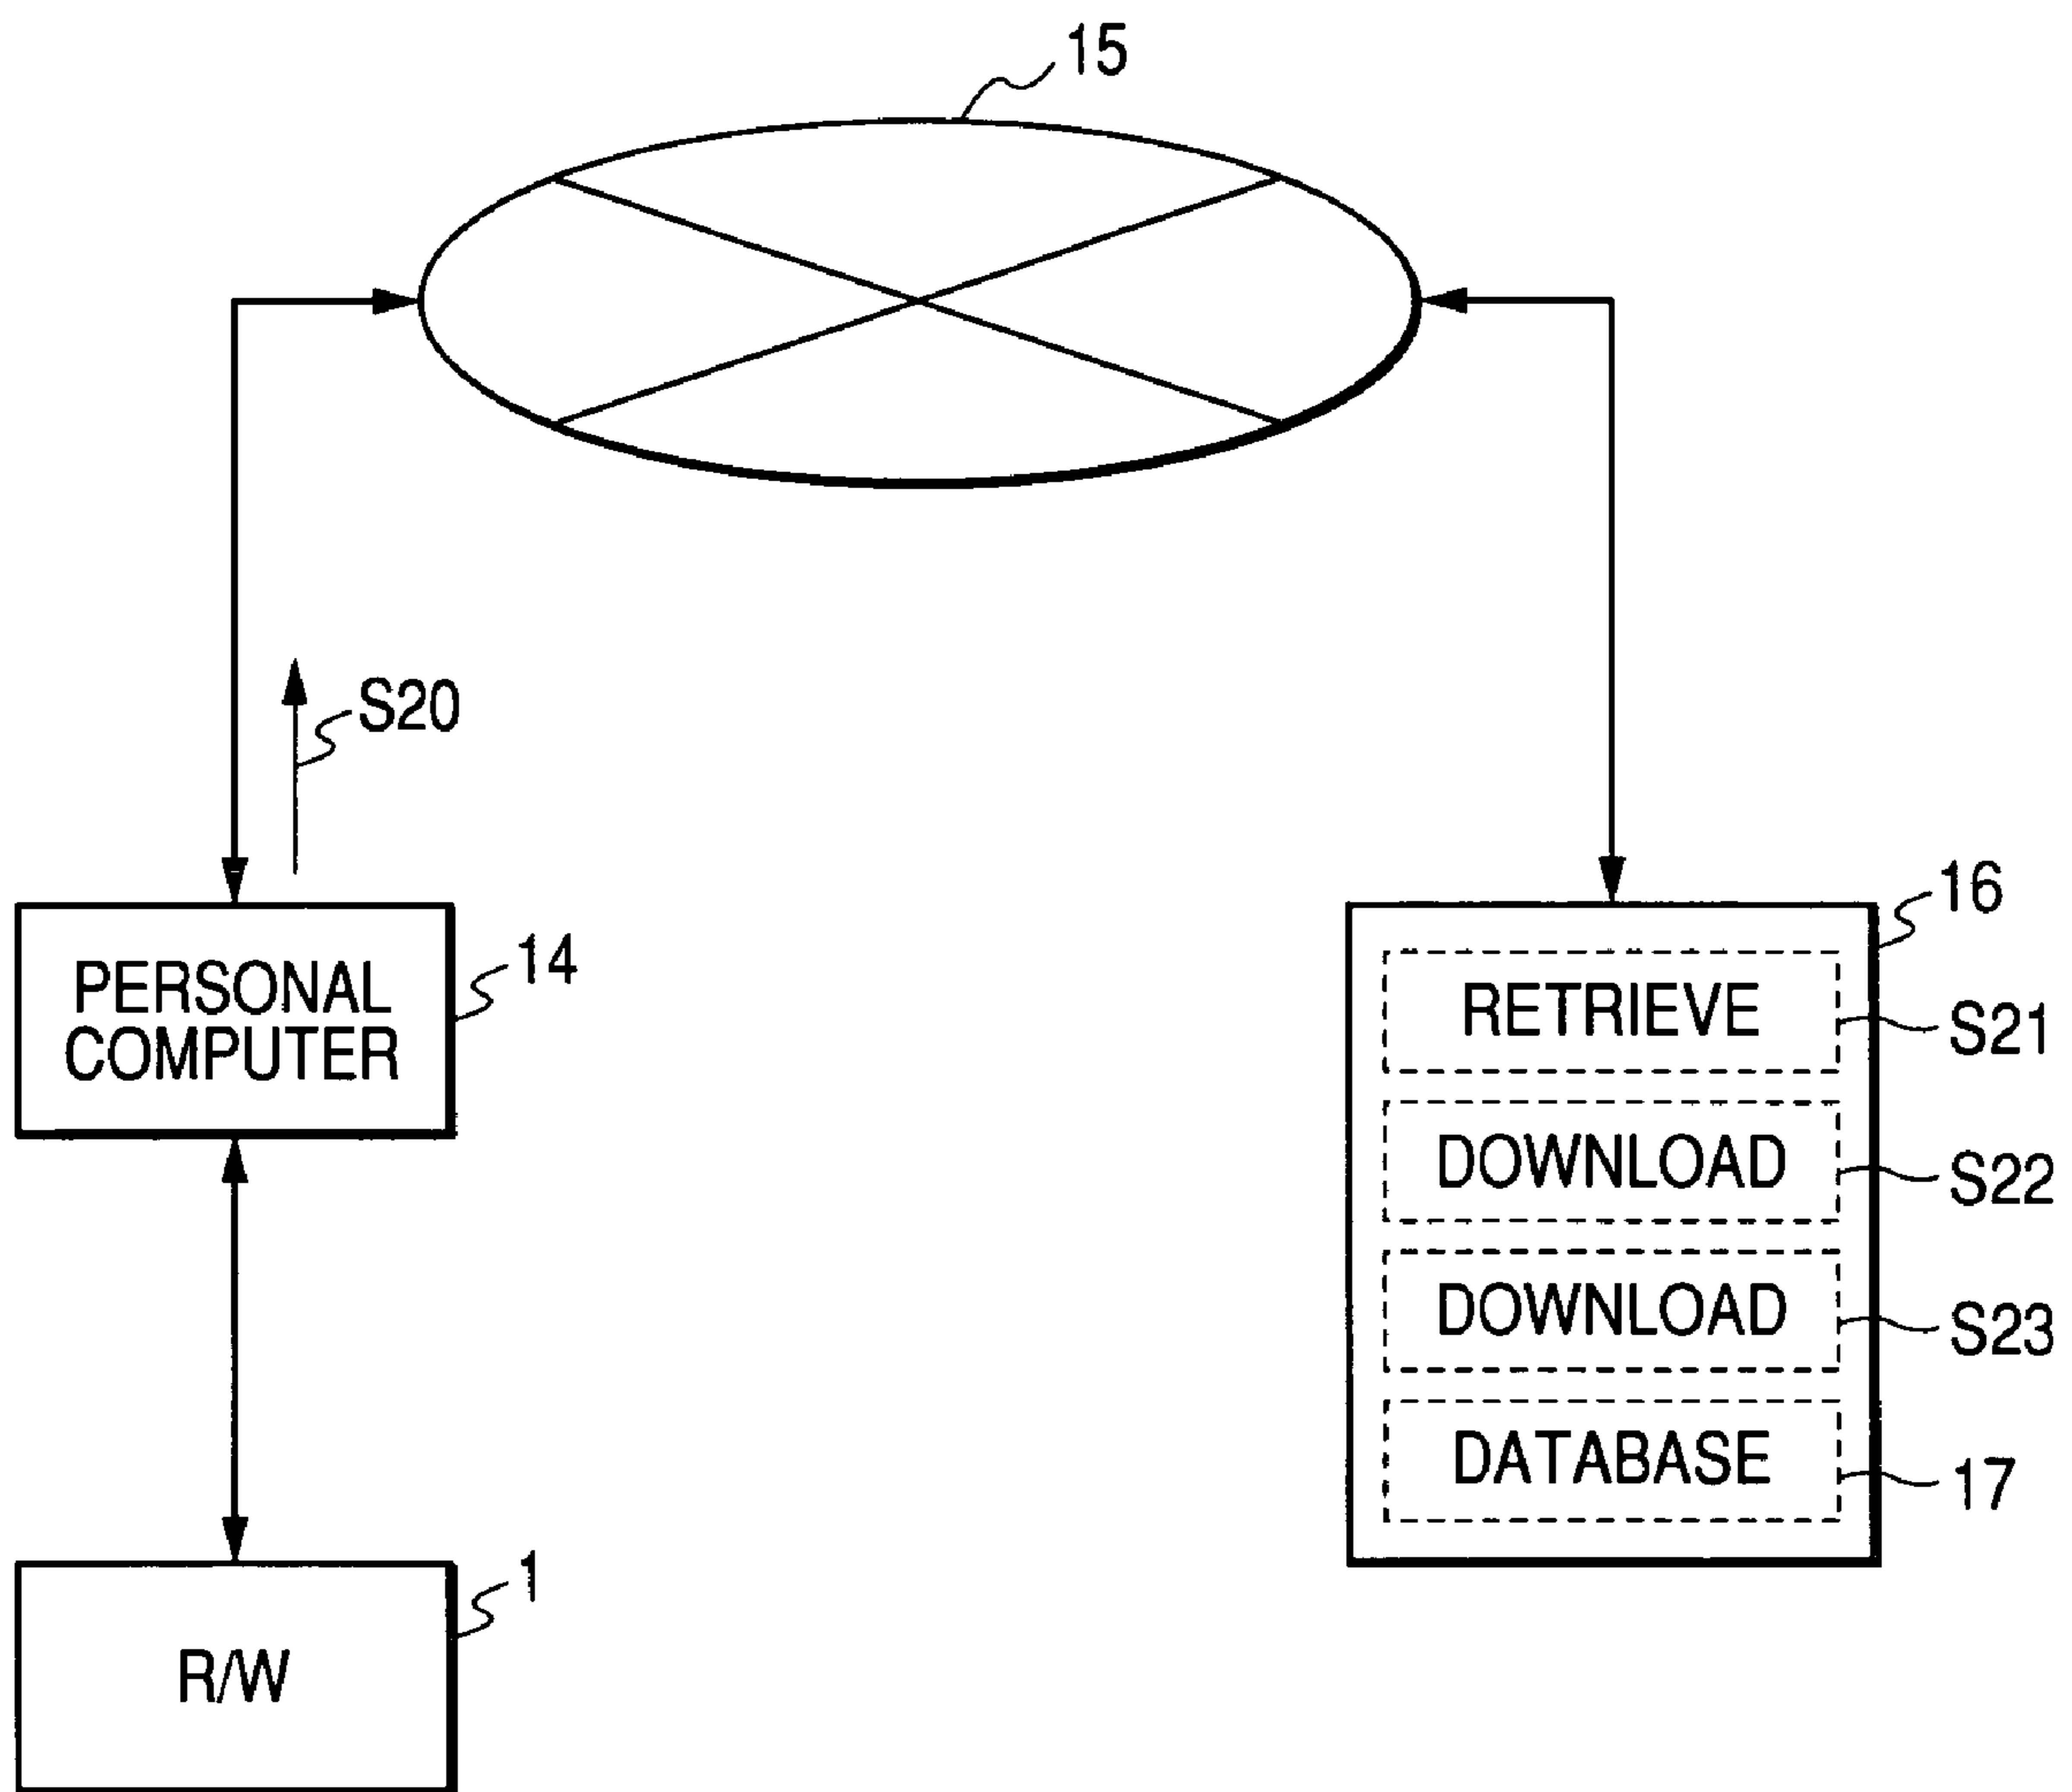 15
S20
PERSONAL
COMPUTER
14
16
RETRIEVE
S21
DOWNLOAD
S22
DOWNLOAD
S23
DATABASE
17
R/W
1